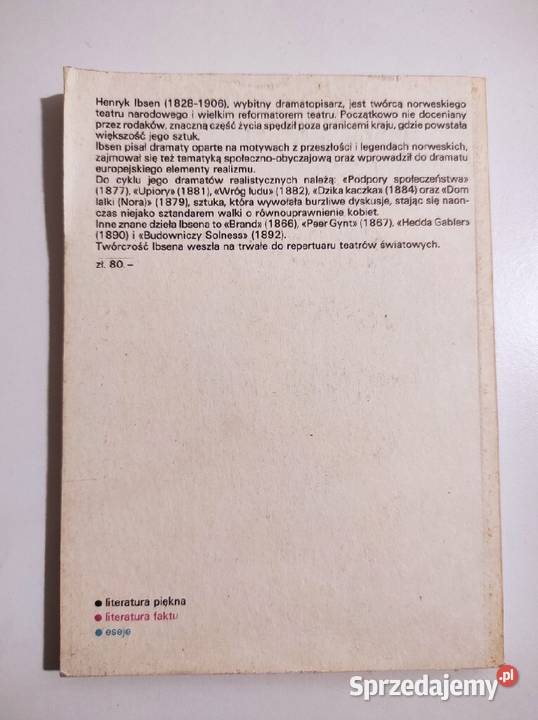 Henryk Ibsen (1828-1906), wybitny dramatopisarz, jest twórcą norweskiego
teatru narodowego i wielkim reformatorem teatru. Początkowo nie doceniany
przez rodaków, znaczną część życia spędził poza granicami kraju, gdzie powstała
większość jego sztuk.
Ibsen pisał dramaty oparte na motywach z przeszłości i legendach norweskich,
zajmował się też tematyką społeczno-obyczajową oraz wprowadził do dramatu
europejskiego elementy realizmu.
Do cyklu jego dramatów realistycznych należą: «Podpory społeczeństwa»
(1877), «Upiory» (1881), «Wróg ludu» (1882), «Dzika kaczka» (1884) oraz «Dom
lalki (Nora)» (1879), sztuka, która wywołała burzliwe dyskusje, stając się naon-
czas niejako sztandarem walki o równouprawnienie kobiet.
Inne znane dzieła Ibsena to «Brand» (1866), «Peer Gynt» (1867), «Hedda Gabler»
(1890) i «Budowniczy Solness» (1892).
Twórczość Ibsena weszła na trwałe do repertuaru teatrów światowych.
zł. 80.–
● literatura piękna
● literatura faktu
● eseje
Sprzedajemy.pl